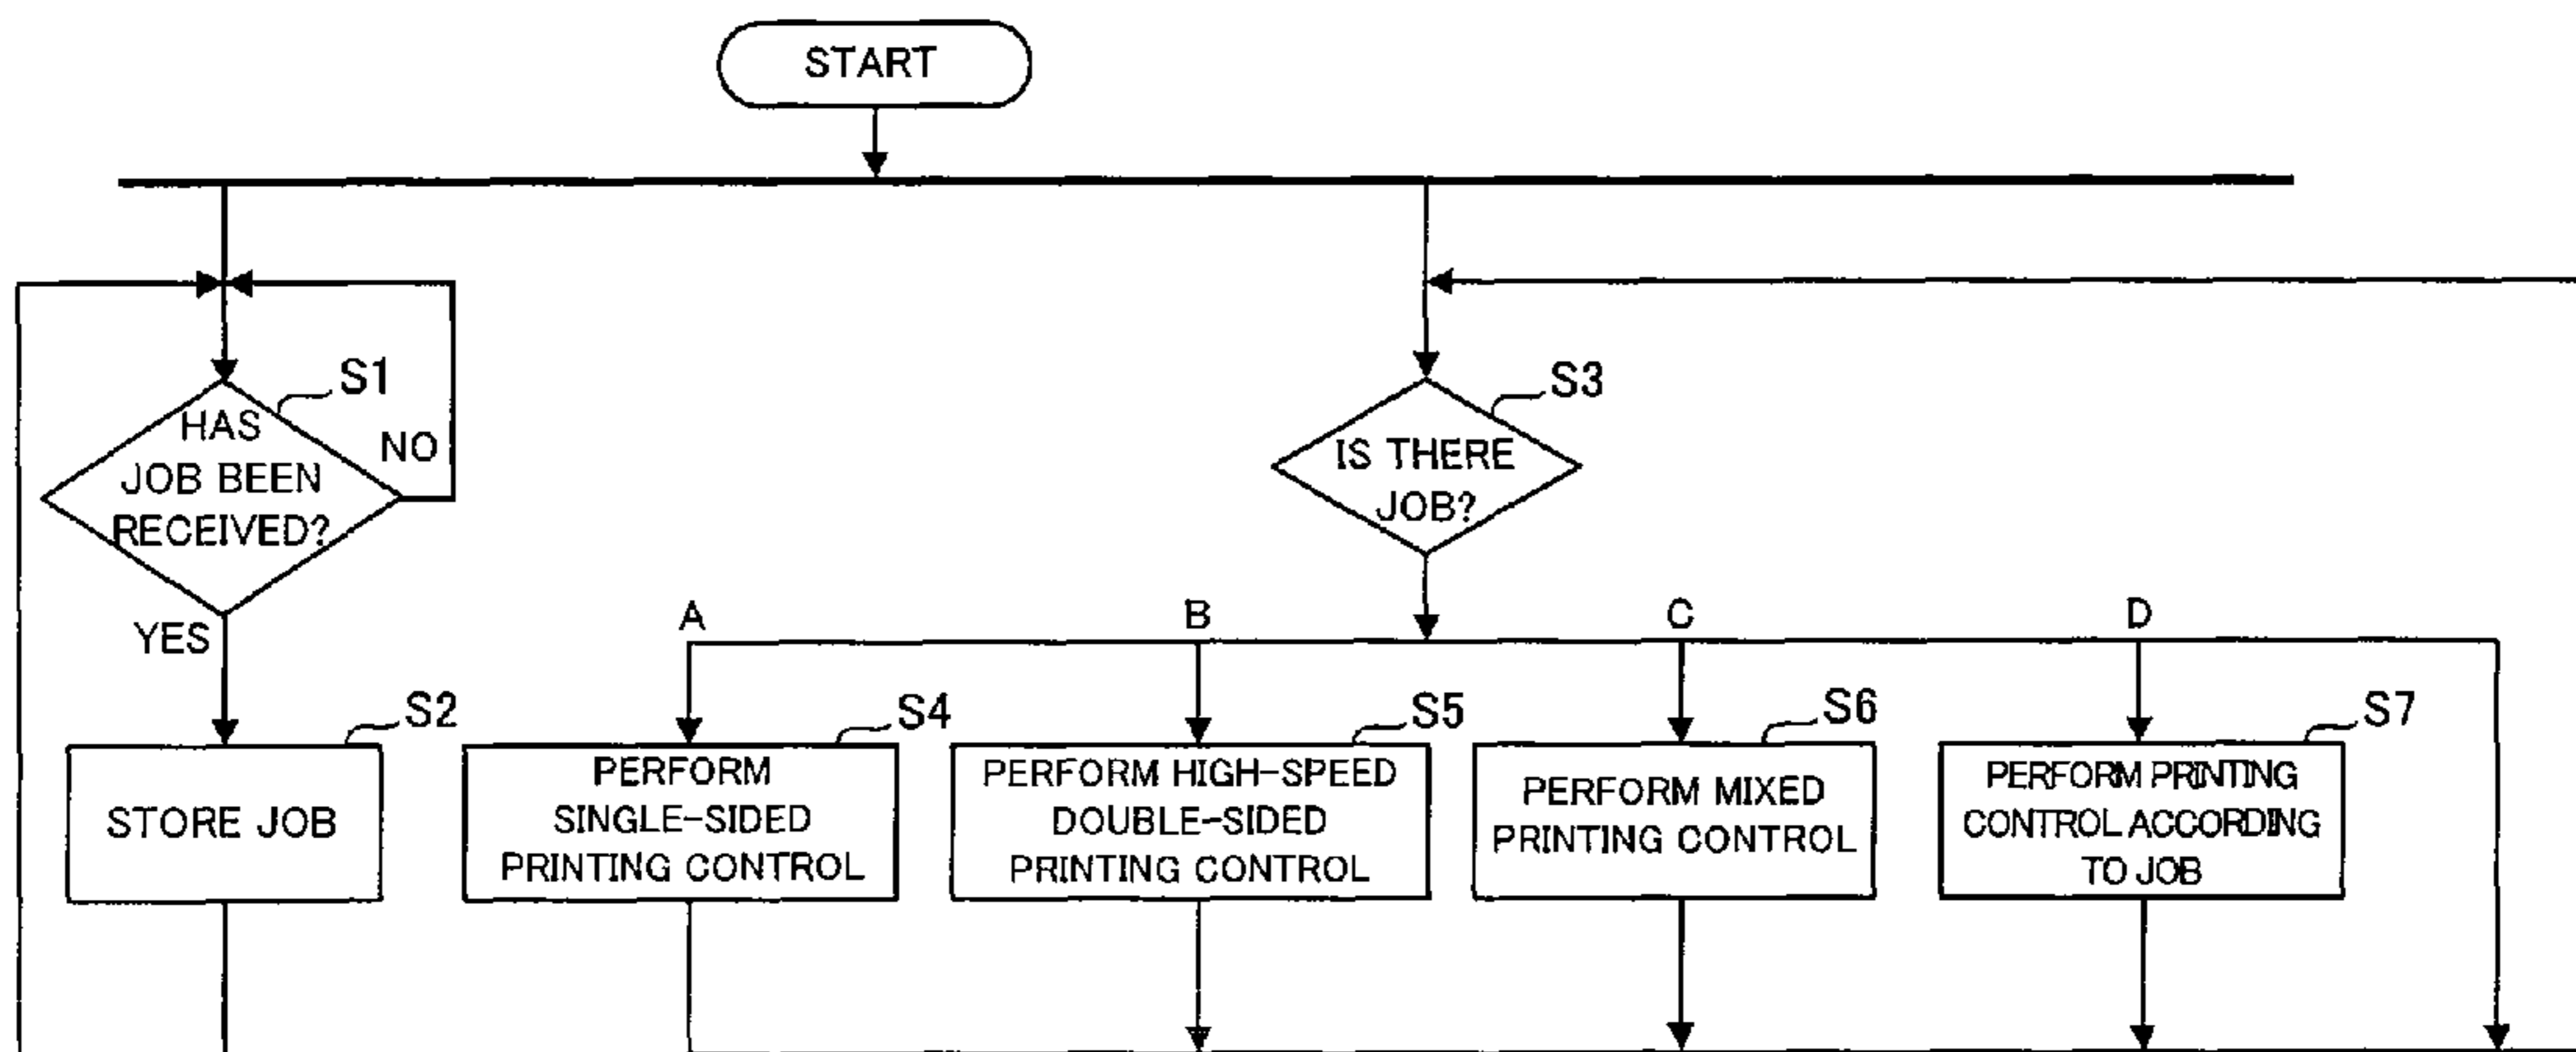 START
S1
HAS
JOB BEEN
RECEIVED?
NO
YES
S2
STORE JOB
S3
IS THERE
JOB?
A
B
C
D
S4
PERFORM
SINGLE-SIDED
PRINTING CONTROL
S5
PERFORM HIGH-SPEED
DOUBLE-SIDED
PRINTING CONTROL
S6
PERFORM MIXED
PRINTING CONTROL
S7
PERFORM PRINTING
CONTROL ACCORDING
TO JOB